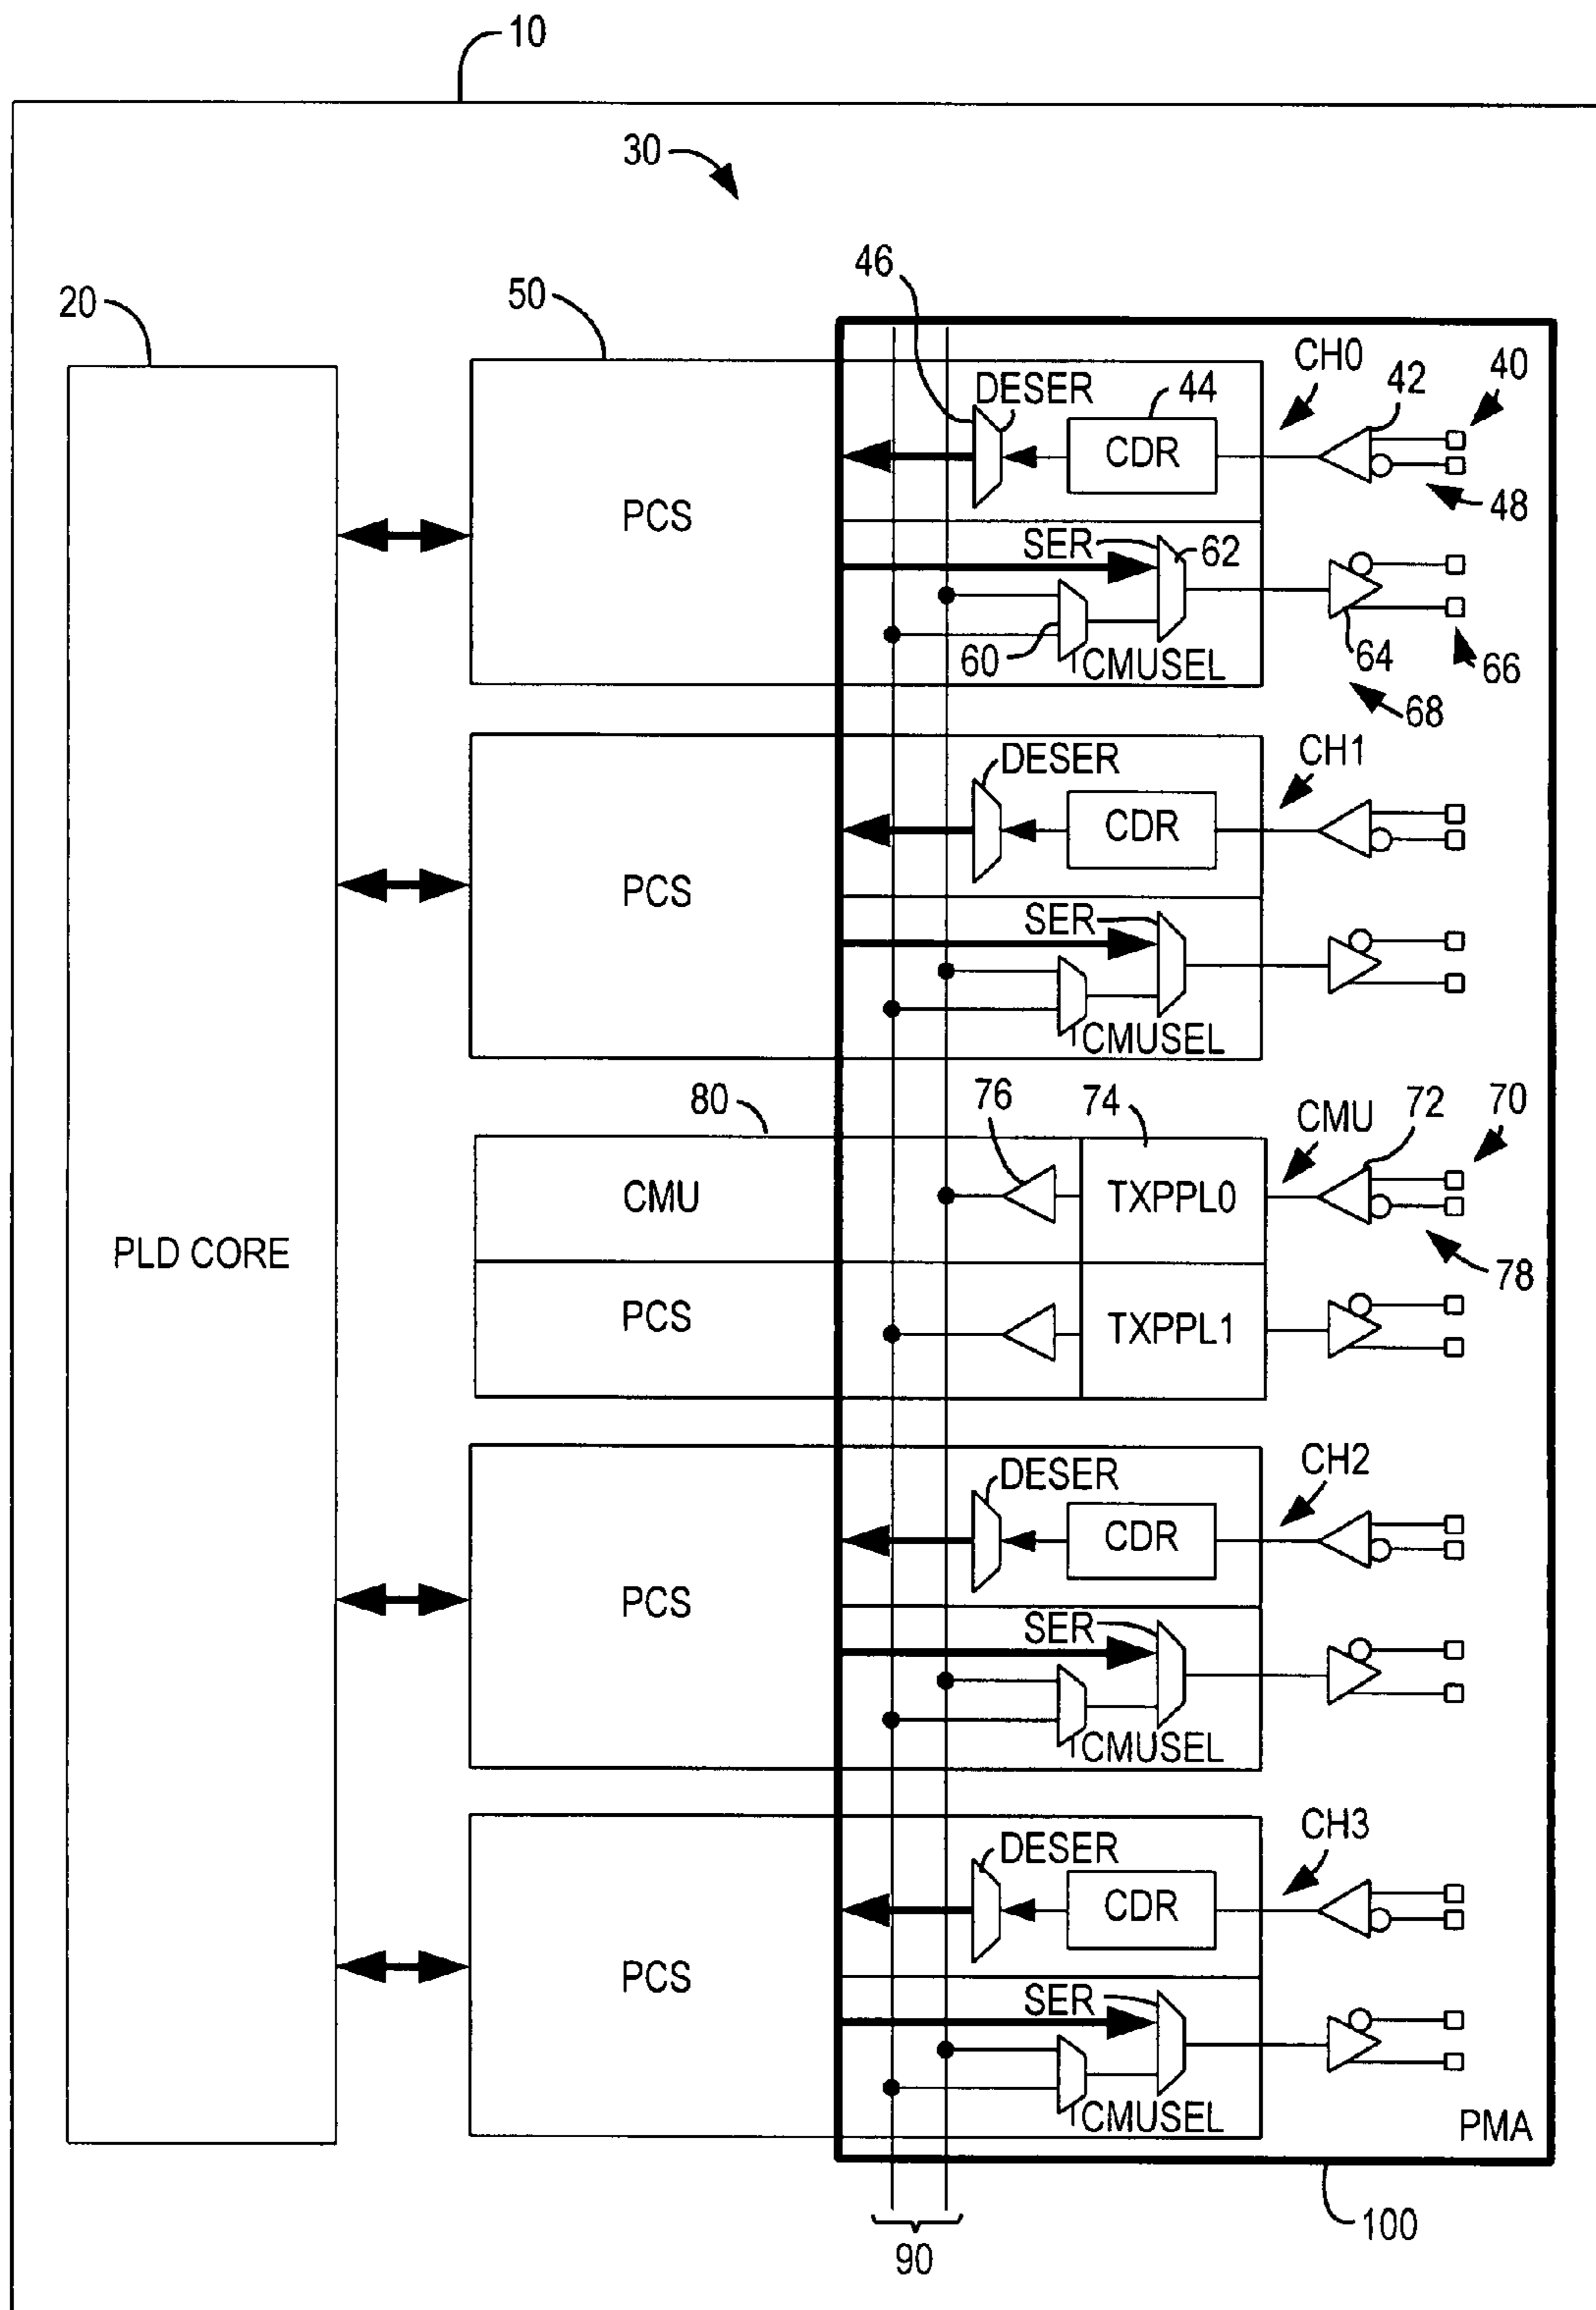 10
30
46
20
50
CH0
40
DESER
44
42
CDR
PCS
48
SER
62
60
CMUSEL
64
66
68
CH1
DESER
CDR
PCS
SER
CMUSEL
80
76
74
CMU
72
70
CMU
TXPPL0
PLD CORE
78
PCS
TXPPL1
CH2
DESER
CDR
PCS
SER
CMUSEL
CH3
DESER
CDR
PCS
SER
CMUSEL
PMA
100
90